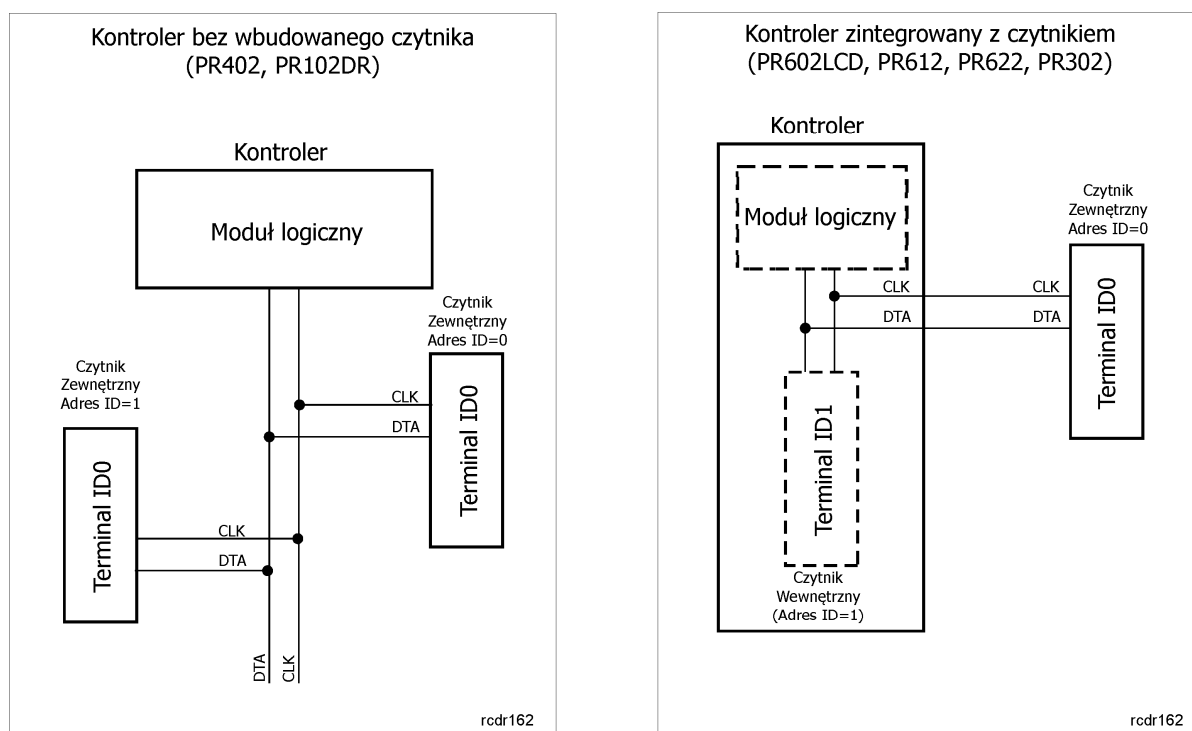 Kontroler bez wbudowanego czytnika
(PR402, PR102DR)
Kontroler
Moduł logiczny
Czytnik
Zewnętrzny
Adres ID=0
Terminal ID0
CLK
DTA
Czytnik
Zewnętrzny
Adres ID=1
Terminal ID0
CLK
DTA
DTA
CLK
rcdr162
Kontroler zintegrowany z czytnikiem
(PR602LCD, PR612, PR622, PR302)
Kontroler
Moduł logiczny
Czytnik
Zewnętrzny
Adres ID=0
Terminal ID0
CLK
CLK
DTA
DTA
Terminal ID1
Czytnik
Wewnętrzny
(Adres ID=1)
rcdr162